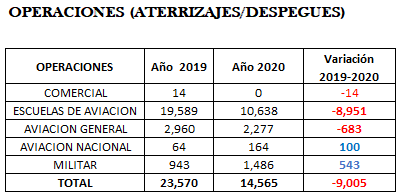 OPERACIONES (ATERRIZAJES/DESPEGUES)
OPERACIONES Año 2019 Año 2020 Variación 2019-2020
COMERCIAL 14 0 -14
ESCUELAS DE AVIACION 19,589 10,638 -8,951
AVIACION GENERAL 2,960 2,277 -683
AVIACION NACIONAL 64 164 100
MILITAR 943 1,486 543
TOTAL 23,570 14,565 -9,005